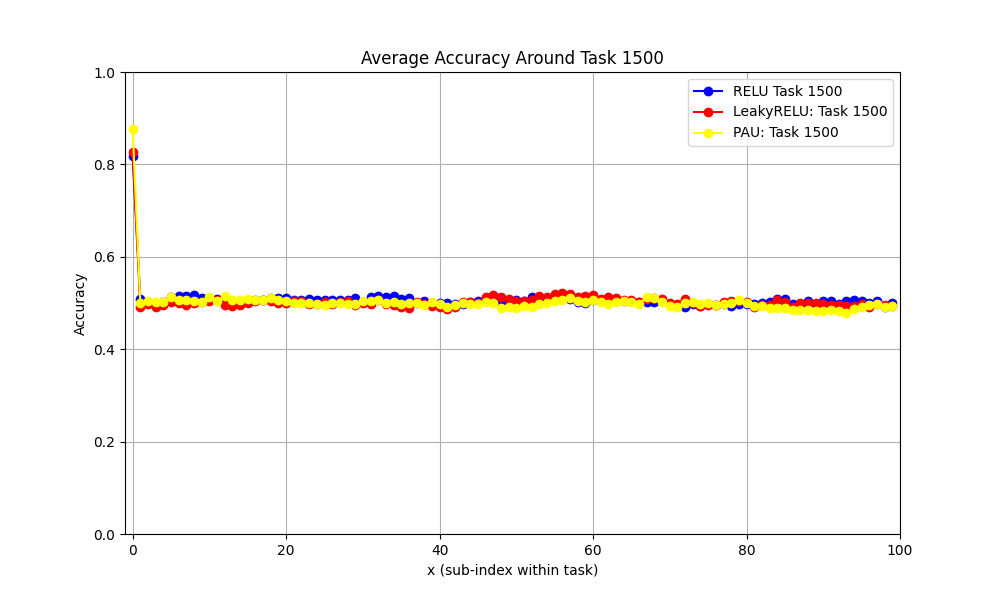 Average Accuracy Around Task 1500
RELU Task 1500
LeakyRELU: Task 1500
PAU: Task 1500
Accuracy
1.0
0.8
0.6
0.4
0.2
0.0
0 20 40 60 80 100
x (sub-index within task)